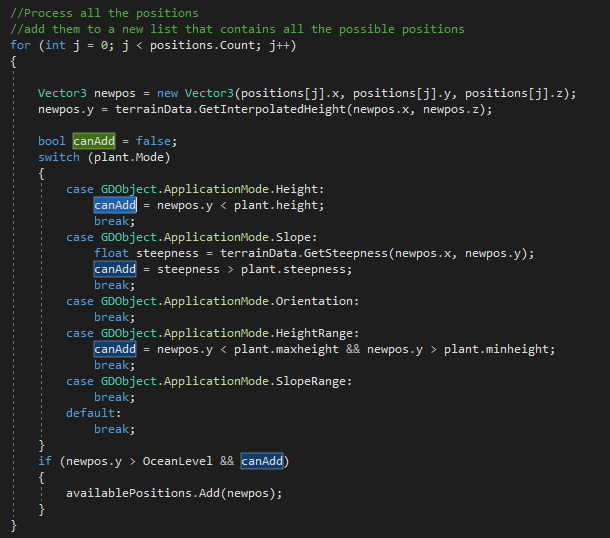 //Process all the positions
//add them to a new list that contains all the possible positions
for (int j = 0; j < positions.Count; j++)
{
Vector3 newpos = new Vector3(positions[j].x, positions[j].y, positions[j].z);
newpos.y = terrainData.GetInterpolatedHeight(newpos.x, newpos.z);
bool canAdd = false;
switch (plant.Mode)
{
case GDObject.ApplicationMode.Height:
canAdd = newpos.y < plant.height;
break;
case GDObject.ApplicationMode.Slope:
float steepness = terrainData.GetSteepness(newpos.x, newpos.y);
canAdd = steepness > plant.steepness;
break;
case GDObject.ApplicationMode.Orientation:
break;
case GDObject.ApplicationMode.HeightRange:
canAdd = newpos.y < plant.maxheight && newpos.y > plant.minheight;
break;
case GDObject.ApplicationMode.SlopeRange:
break;
default:
break;
}
if (newpos.y > OceanLevel && canAdd)
{
availablePositions.Add(newpos);
}
}